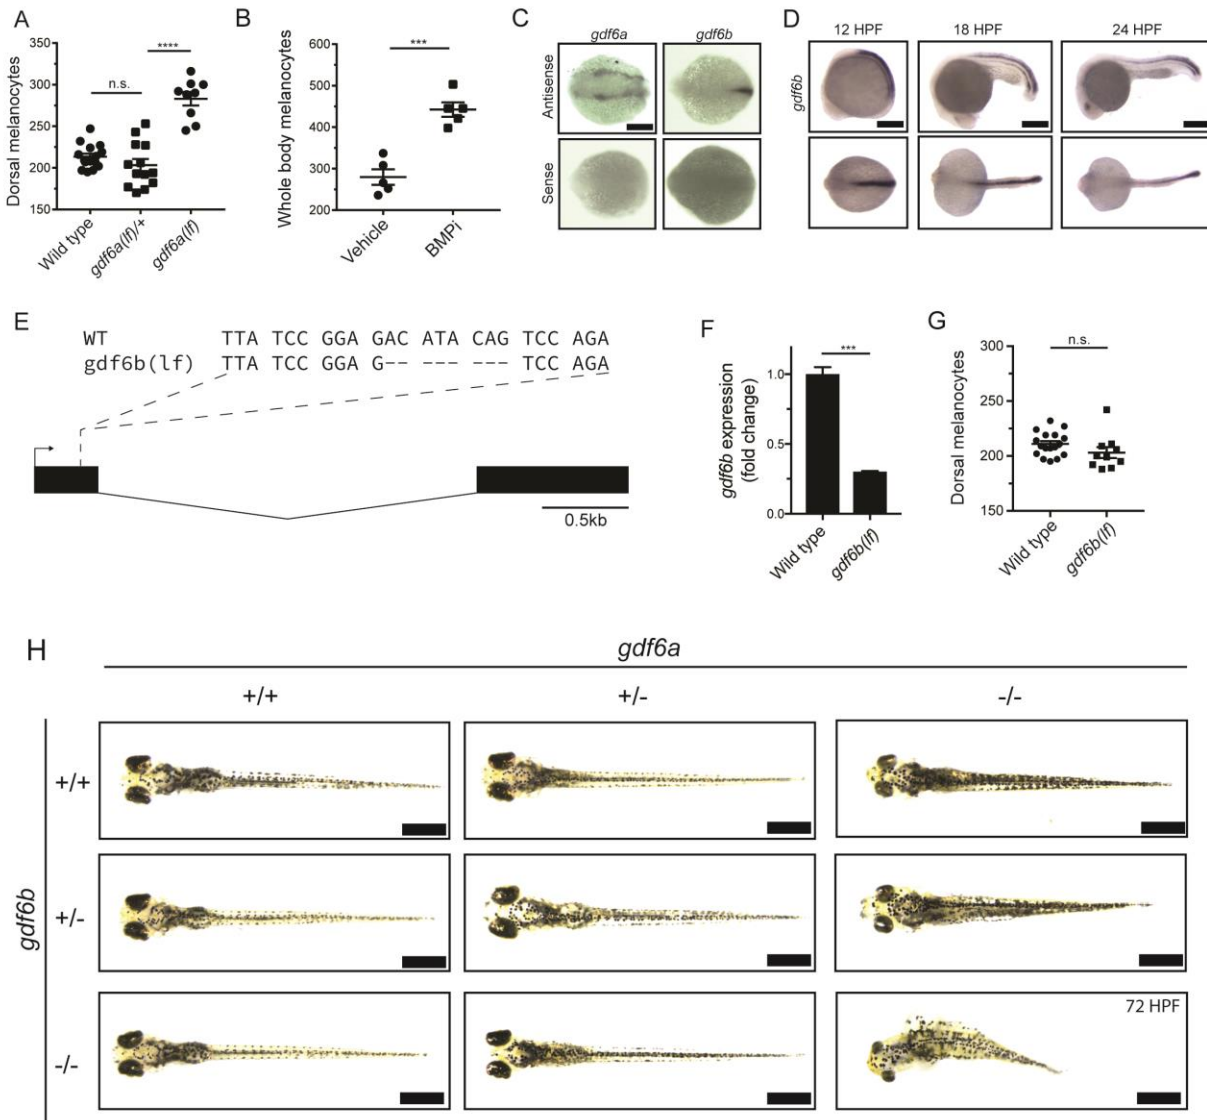 A
Dorsal melanocytes
350
300
250
200
150
n.s.
****
Wild type
gdf6a(lf)/+
gdf6a(lf)
B
Whole body melanocytes
600
500
400
300
200
***
Vehicle
BMPi
C
gdf6a
gdf6b
Antisense
Sense
D
12 HPF
18 HPF
24 HPF
gdf6b
E
WT TTA TCC GGA GAC ATA CAG TCC AGA
gdf6b(lf) TTA TCC GGA G-- --- --- TCC AGA
0.5kb
F
gdf6b expression
(fold change)
1.0
0.5
0.0
***
Wild type
gdf6b(lf)
G
Dorsal melanocytes
300
250
200
150
n.s.
Wild type
gdf6b(lf)
H
gdf6a
+/+
+/-
-/-
gdf6b
+/+
+/-
-/-
72 HPF